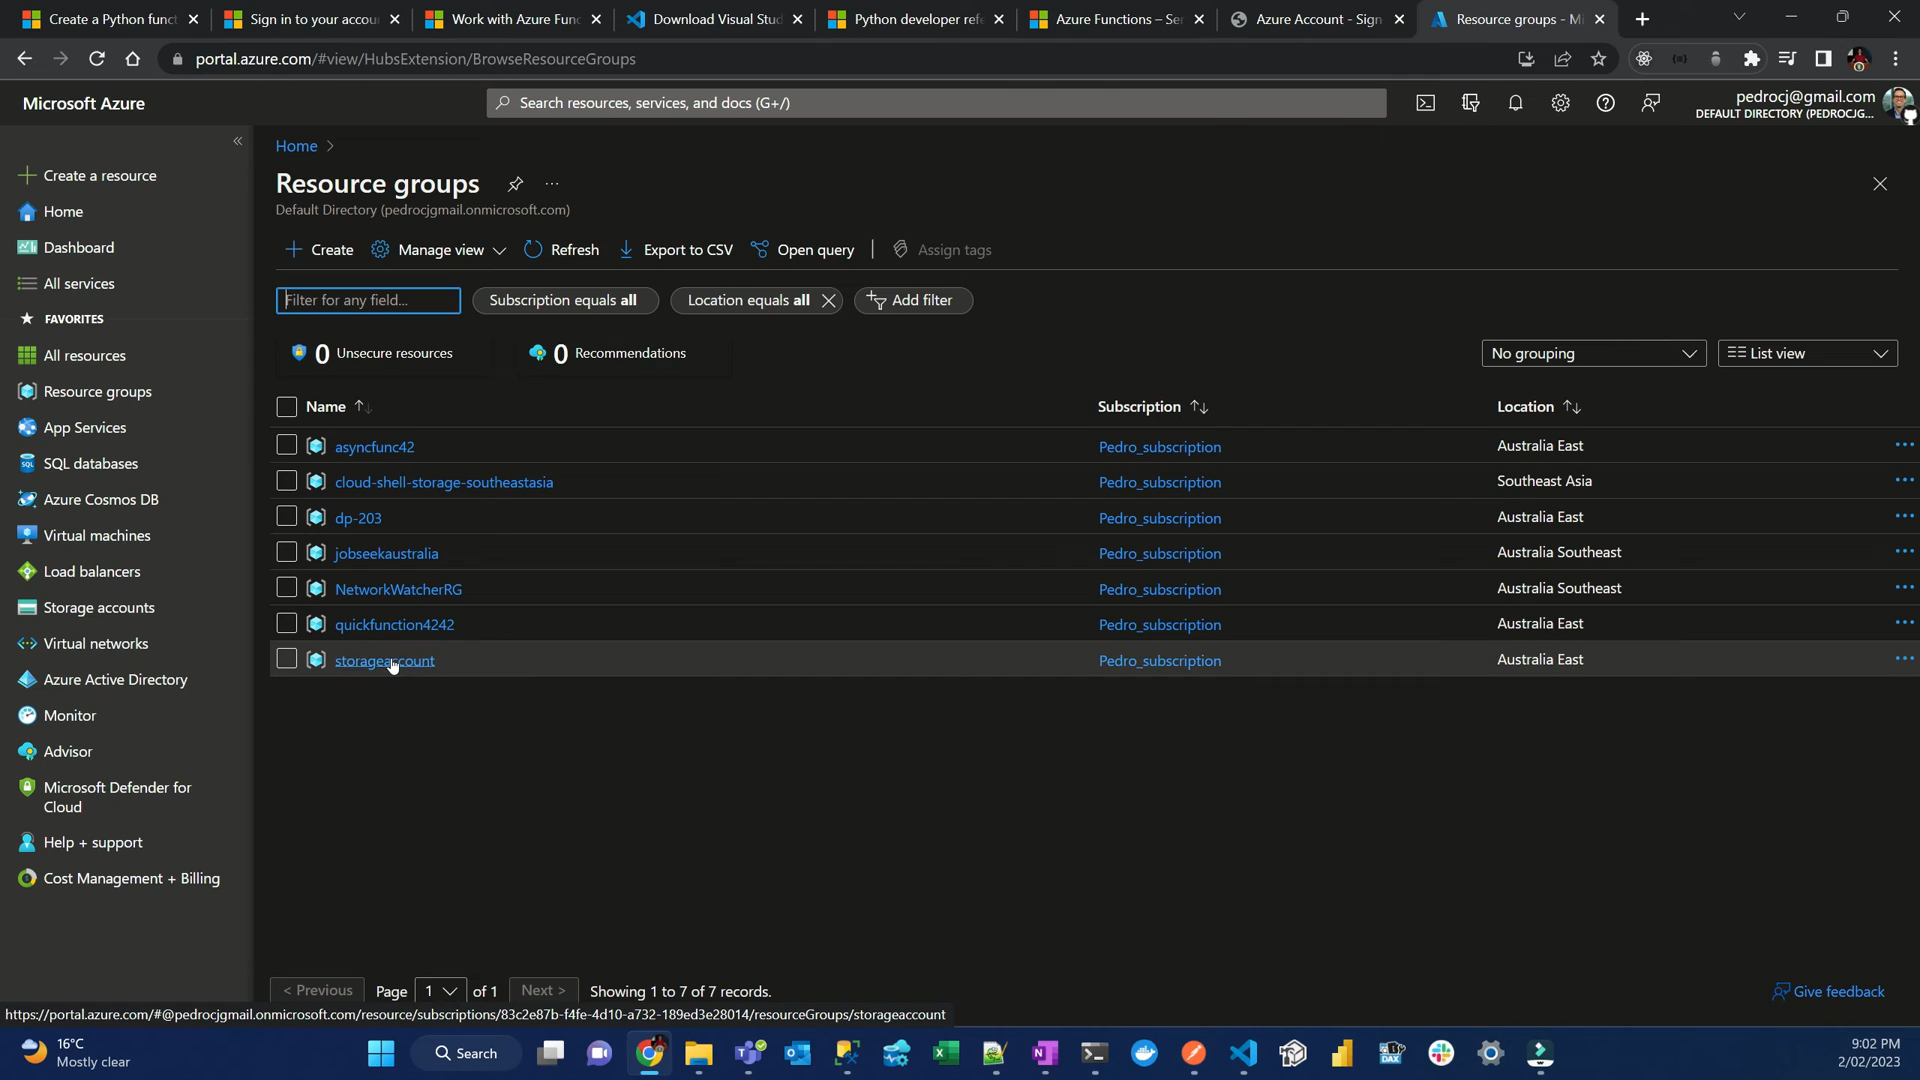 Create a Python funct
Sign in to your accou
Work with Azure Func
Download Visual Stud
Python developer refe
Azure Functions – Ser
Azure Account - Sign
Resource groups - Mi
portal.azure.com/#view/HubsExtension/BrowseResourceGroups
Microsoft Azure
Search resources, services, and docs (G+/)
pedrocj@gmail.com
DEFAULT DIRECTORY (PEDROCJG...
Create a resource
Home
Dashboard
All services
FAVORITES
All resources
Resource groups
App Services
SQL databases
Azure Cosmos DB
Virtual machines
Load balancers
Storage accounts
Virtual networks
Azure Active Directory
Monitor
Advisor
Microsoft Defender for
Cloud
Help + support
Cost Management + Billing
Home >
Resource groups
Default Directory (pedrocjgmail.onmicrosoft.com)
Create
Manage view
Refresh
Export to CSV
Open query
Assign tags
Filter for any field...
Subscription equals all
Location equals all
Add filter
0 Unsecure resources
0 Recommendations
No grouping
List view
Name Subscription Location
asyncfunc42 Pedro_subscription Australia East
cloud-shell-storage-southeastasia Pedro_subscription Southeast Asia
dp-203 Pedro_subscription Australia East
jobseekaustralia Pedro_subscription Australia Southeast
NetworkWatcherRG Pedro_subscription Australia Southeast
quickfunction4242 Pedro_subscription Australia East
storageaccount Pedro_subscription Australia East
< Previous Page 1 of 1 Next > Showing 1 to 7 of 7 records.
Give feedback
https://portal.azure.com/#@pedrocjgmail.onmicrosoft.com/resource/subscriptions/83c2e87b-f4fe-4d10-a732-189ed3e28014/resourceGroups/storageaccount
16°C
Mostly clear
Search
9:02 PM
2/02/2023